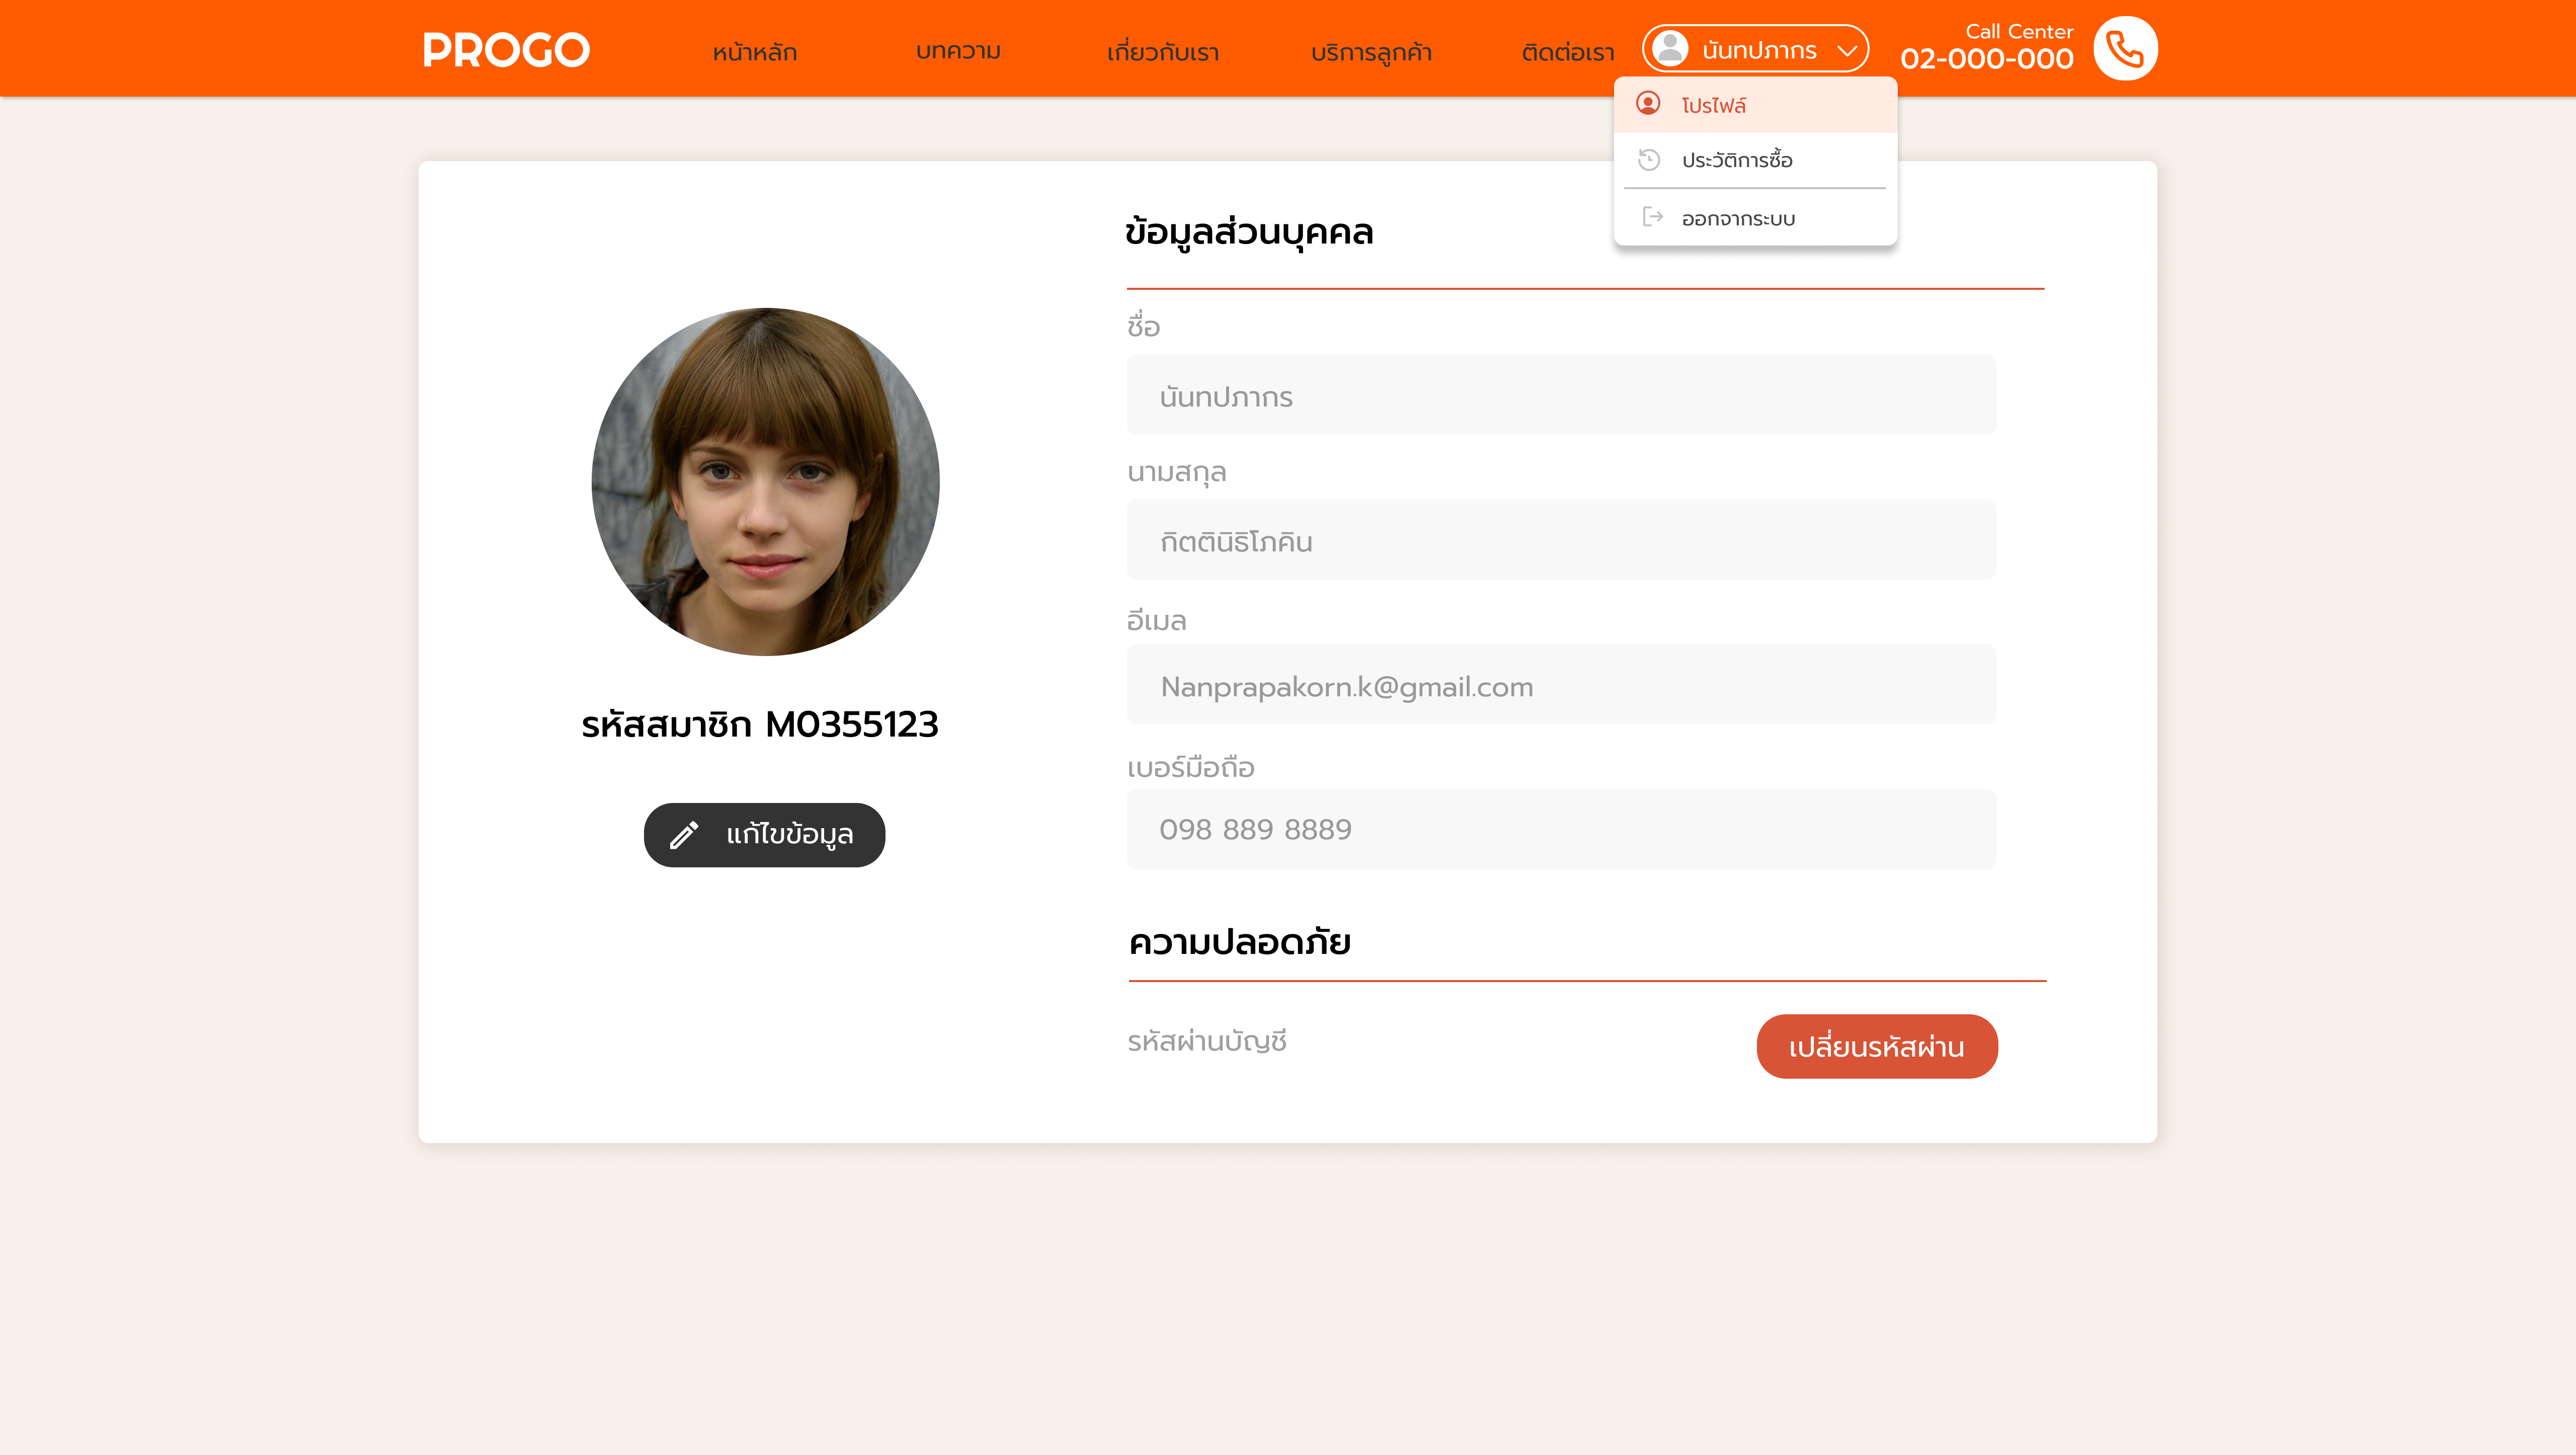 PROGO
หน้าหลัก
บทความ
เกี่ยวกับเรา
บริการลูกค้า
ติดต่อเรา
นันทปภากร
Call Center
02-000-000
โปรไฟล์
ประวัติการซื้อ
ออกจากระบบ
รหัสสมาชิก M0355123
แก้ไขข้อมูล
ข้อมูลส่วนบุคคล
ชื่อ
นันทปภากร
นามสกุล
กิตตินิธิโภคิน
อีเมล
Nanprapakorn.k@gmail.com
เบอร์มือถือ
098 889 8889
ความปลอดภัย
รหัสผ่านบัญชี
เปลี่ยนรหัสผ่าน